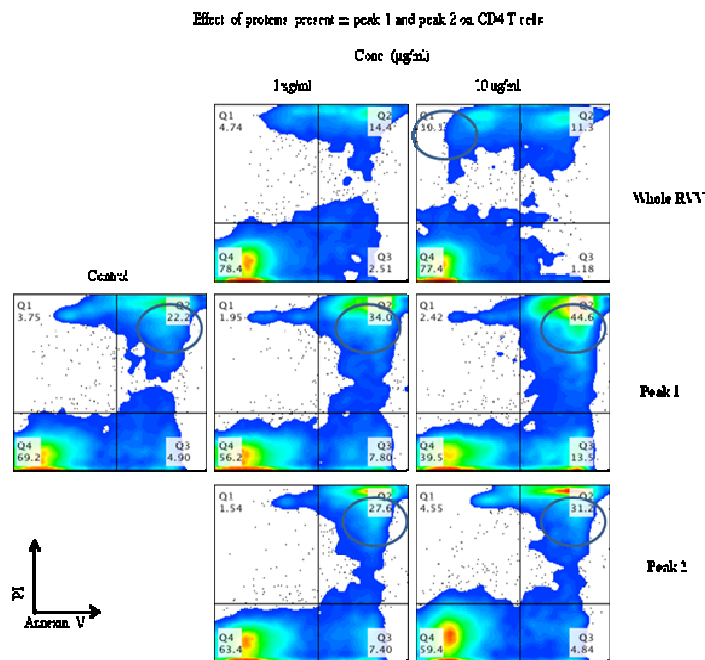 Effect of proteins present in peak 1 and peak 2 on CD4 T cells
Conc (µg/ml)
1 ug/ml
10 ug/ml
Q1
4.74
Q2
14.4
Q4
78.4
Q3
2.51
Q1
10.1
Q2
11.3
Q4
77.4
Q3
1.18
Whole RVV
Control
Q1
3.75
Q2
22.2
Q4
69.2
Q3
4.90
Q1
1.95
Q2
34.0
Q4
56.2
Q3
7.80
Q1
2.42
Q2
44.6
Q4
39.5
Q3
13.5
Peak 1
Q1
1.54
Q2
27.6
Q4
63.4
Q3
7.40
Q1
4.55
Q2
31.2
Q4
59.4
Q3
4.84
Peak 2
PI
Annexin V